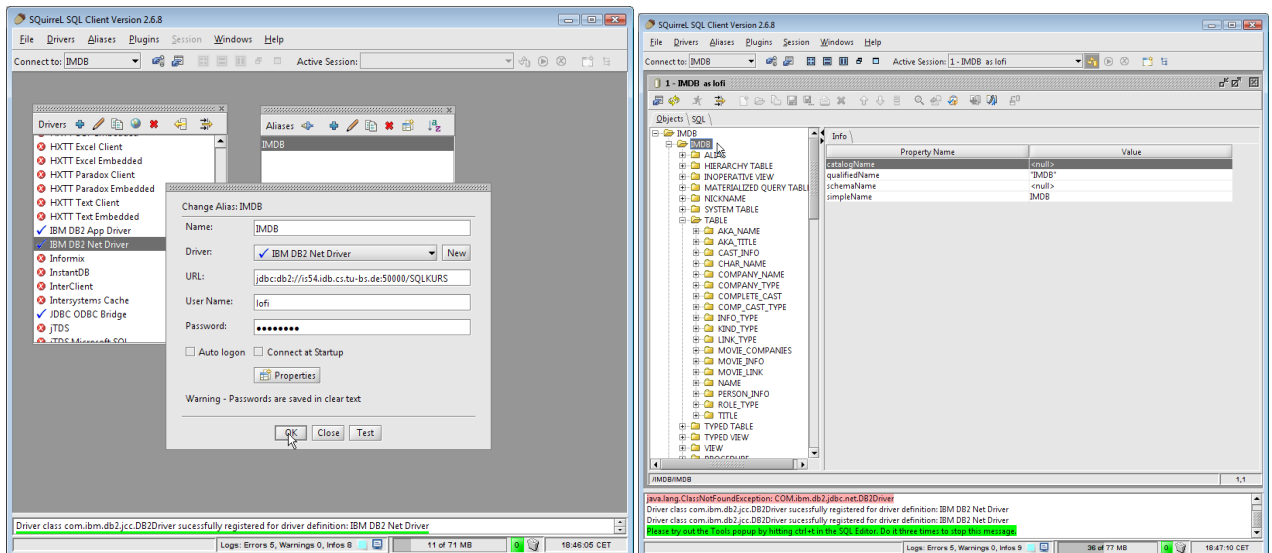 SQuirreL SQL Client Version 2.6.8
File Drivers Aliases Plugins Session Windows Help
Connect to: IMDB Active Session:
Drivers
HXTT Excel Client
HXTT Excel Embedded
HXTT Paradox Client
HXTT Paradox Embedded
HXTT Text Client
HXTT Text Embedded
IBM DB2 App Driver
IBM DB2 Net Driver
Informix
InstantDB
InterClient
Intersystems Cache
JDBC ODBC Bridge
jTDS
jTDS Microsoft SQL
Aliases
IMDB
Change Alias: IMDB
Name: IMDB
Driver: IBM DB2 Net Driver New
URL: jdbc:db2://is54.idb.cs.tu-bs.de:50000/SQLKURS
User Name: lofi
Password: ●●●●●●●●
Auto logon Connect at Startup
Properties
Warning - Passwords are saved in clear text
OK Close Test
Driver class com.ibm.db2.jcc.DB2Driver sucessfully registered for driver definition: IBM DB2 Net Driver
Logs: Errors 5, Warnings 0, Infos 8 11 of 71 MB 0 18:46:05 CET
SQuirreL SQL Client Version 2.6.8
File Drivers Aliases Plugins Session Windows Help
Connect to: IMDB Active Session: 1 - IMDB as lofi
1 - IMDB as lofi
Objects SQL
IMDB
IMDB
ALIAS
HIERARCHY TABLE
INOPERATIVE VIEW
MATERIALIZED QUERY TABL
NICKNAME
SYSTEM TABLE
TABLE
AKA_NAME
AKA_TITLE
CAST_INFO
CHAR_NAME
COMPANY_NAME
COMPANY_TYPE
COMPLETE_CAST
COMP_CAST_TYPE
INFO_TYPE
KIND_TYPE
LINK_TYPE
MOVIE_COMPANIES
MOVIE_INFO
MOVIE_LINK
NAME
PERSON_INFO
ROLE_TYPE
TITLE
TYPED TABLE
TYPED VIEW
VIEW
PROCEDURE
Info
Property Name Value
catalogName <null>
qualifiedName "IMDB"
schemaName <null>
simpleName IMDB
/IMDB/IMDB 1,1
java.lang.ClassNotFoundException: COM.ibm.db2.jdbc.net.DB2Driver
Driver class com.ibm.db2.jcc.DB2Driver sucessfully registered for driver definition: IBM DB2 Net Driver
Driver class com.ibm.db2.jcc.DB2Driver sucessfully registered for driver definition: IBM DB2 Net Driver
Please try out the Tools popup by hitting ctrl+t in the SQL Editor. Do it three times to stop this message.
Logs: Errors 5, Warnings 0, Infos 9 36 of 77 MB 0 18:47:10 CET